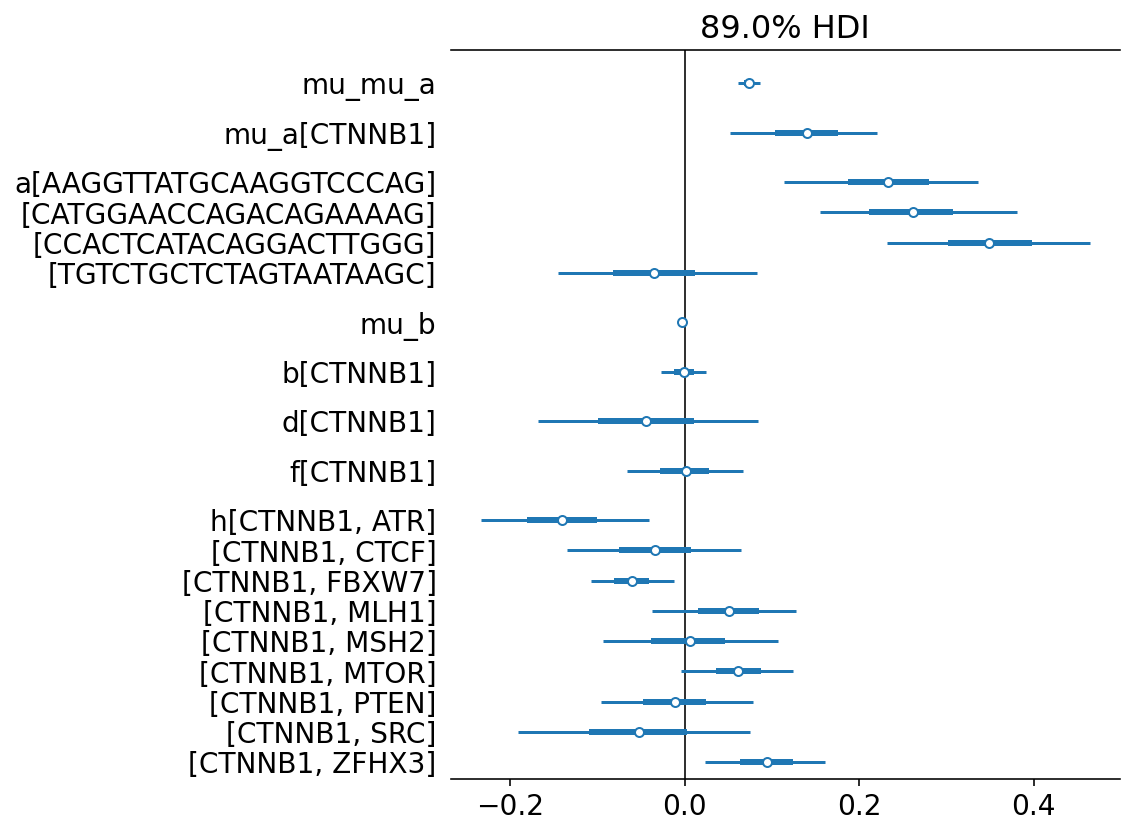 89.0% HDI
mu_mu_a
mu_a[CTNNB1]
a[AAGGTTATGCAAGGTCCCAG]
[CATGGAACCAGACAGAAAAG]
[CCACTCATACAGGACTTGGG]
[TGTCTGCTCTAGTAATAAGC]
mu_b
b[CTNNB1]
d[CTNNB1]
f[CTNNB1]
h[CTNNB1, ATR]
[CTNNB1, CTCF]
[CTNNB1, FBXW7]
[CTNNB1, MLH1]
[CTNNB1, MSH2]
[CTNNB1, MTOR]
[CTNNB1, PTEN]
[CTNNB1, SRC]
[CTNNB1, ZFHX3]
−0.2 0.0 0.2 0.4